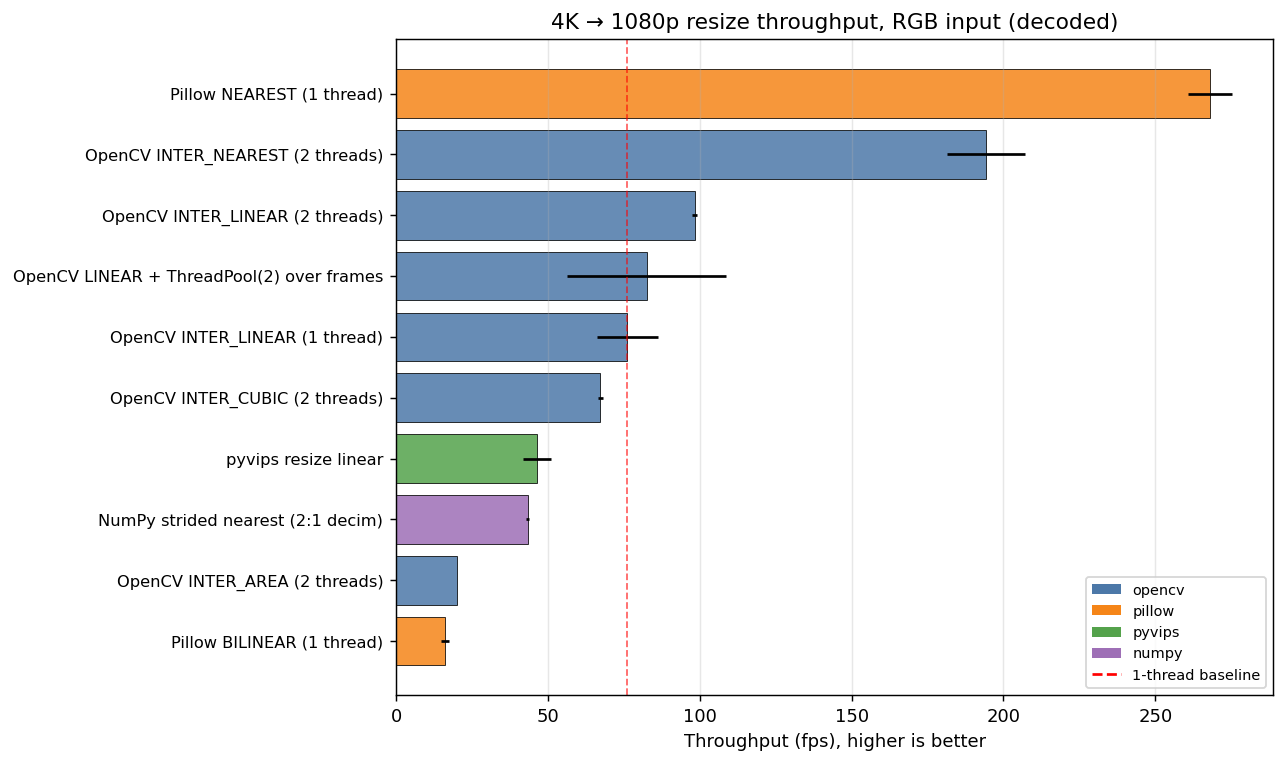 4K → 1080p resize throughput, RGB input (decoded)
Pillow NEAREST (1 thread)
OpenCV INTER_NEAREST (2 threads)
OpenCV INTER_LINEAR (2 threads)
OpenCV LINEAR + ThreadPool(2) over frames
OpenCV INTER_LINEAR (1 thread)
OpenCV INTER_CUBIC (2 threads)
pyvips resize linear
NumPy strided nearest (2:1 decim)
OpenCV INTER_AREA (2 threads)
Pillow BILINEAR (1 thread)
opencv
pillow
pyvips
numpy
1-thread baseline
0 50 100 150 200 250
Throughput (fps), higher is better